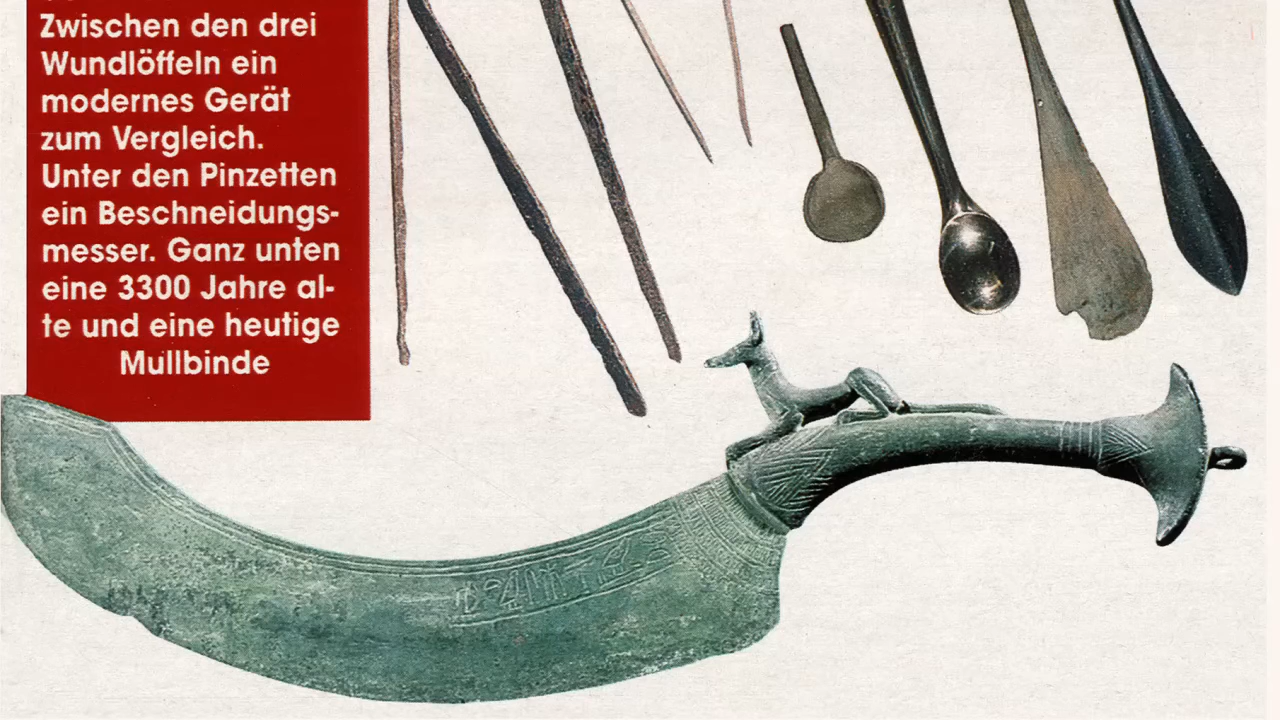 Zwischen den drei
Wundlöffeln ein
modernes Gerät
zum Vergleich.
Unter den Pinzetten
ein Beschneidungs-
messer. Ganz unten
eine 3300 Jahre al-
te und eine heutige
Mullbinde